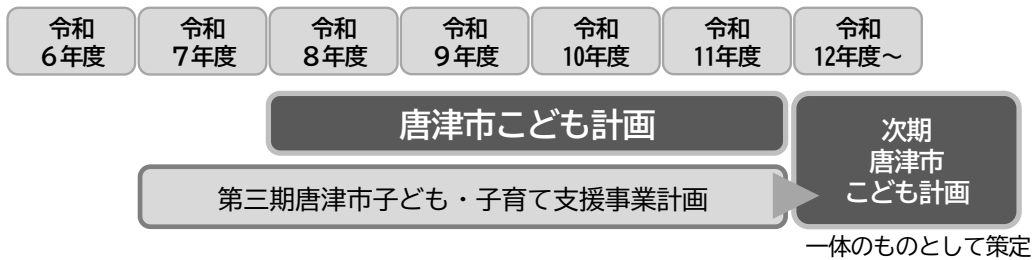 令和
６年度
令和
７年度
令和
８年度
令和
９年度
令和
10年度
令和
11年度
令和
12年度～
唐津市こども計画
第三期唐津市子ども・子育て支援事業計画
次期
唐津市
こども計画
一体のものとして策定